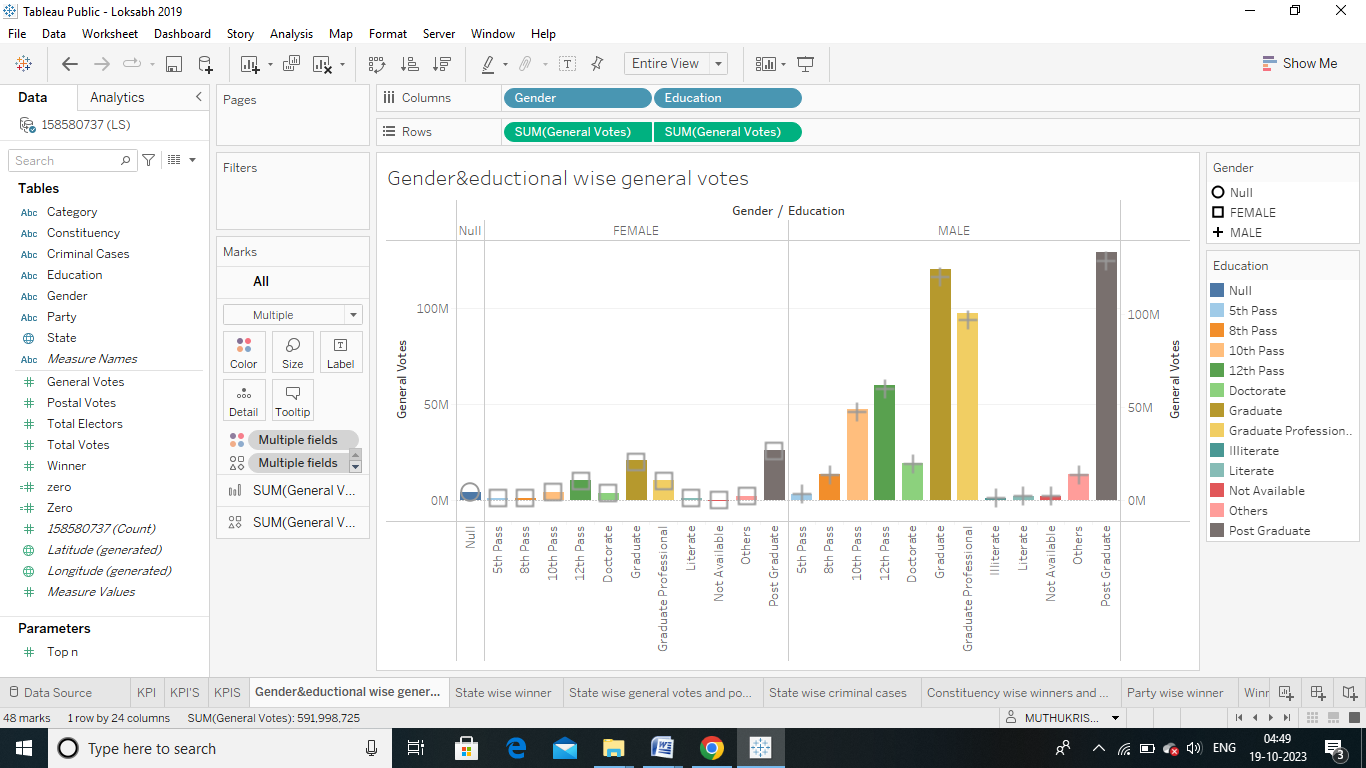 Tableau Public - Loksabh 2019
File Data Worksheet Dashboard Story Analysis Map Format Server Window Help
Entire View
Show Me
Data Analytics
158580737 (LS)
Search
Tables
Abc Category
Abc Constituency
Abc Criminal Cases
Abc Education
Abc Gender
Abc Party
State
Abc Measure Names
# General Votes
# Postal Votes
# Total Electors
# Total Votes
# Winner
=# zero
=# Zero
# 158580737 (Count)
Latitude (generated)
Longitude (generated)
# Measure Values
Parameters
# Top n
Pages
Filters
Marks
All
Multiple
Color Size Label
Detail Tooltip
Multiple fields
Multiple fields
SUM(General V...
SUM(General V...
Columns Gender Education
Rows SUM(General Votes) SUM(General Votes)
Gender&eductional wise general votes
Gender / Education
Null FEMALE MALE
General Votes
100M
50M
0M
100M
50M
0M
General Votes
Null
5th Pass
8th Pass
10th Pass
12th Pass
Doctorate
Graduate
Graduate Professional
Literate
Not Available
Others
Post Graduate
5th Pass
8th Pass
10th Pass
12th Pass
Doctorate
Graduate
Graduate Professional
Illiterate
Literate
Not Available
Others
Post Graduate
Gender
Null
FEMALE
MALE
Education
Null
5th Pass
8th Pass
10th Pass
12th Pass
Doctorate
Graduate
Graduate Profession..
Illiterate
Literate
Not Available
Others
Post Graduate
Data Source KPI KPI'S KPIS Gender&eductional wise gener... State wise winner State wise general votes and po... State wise criminal cases Constituency wise winners and ... Party wise winner Winr
48 marks 1 row by 24 columns SUM(General Votes): 591,998,725 MUTHUKRIS...
Type here to search
ENG
04:49
19-10-2023
3